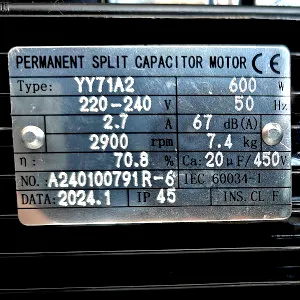 PERMANENT SPLIT CAPACITOR MOTOR CE
Type: YY71A2 600 W
220-240 V 50 Hz
2.7 A 67 dB(A)
2900 rpm 7.4 kg
η: 70.8 % Ca: 20 µF/450V
NO.: A240100791R-6 IEC 60034-1
DATA: 2024.1 IP 45 INS.CL F